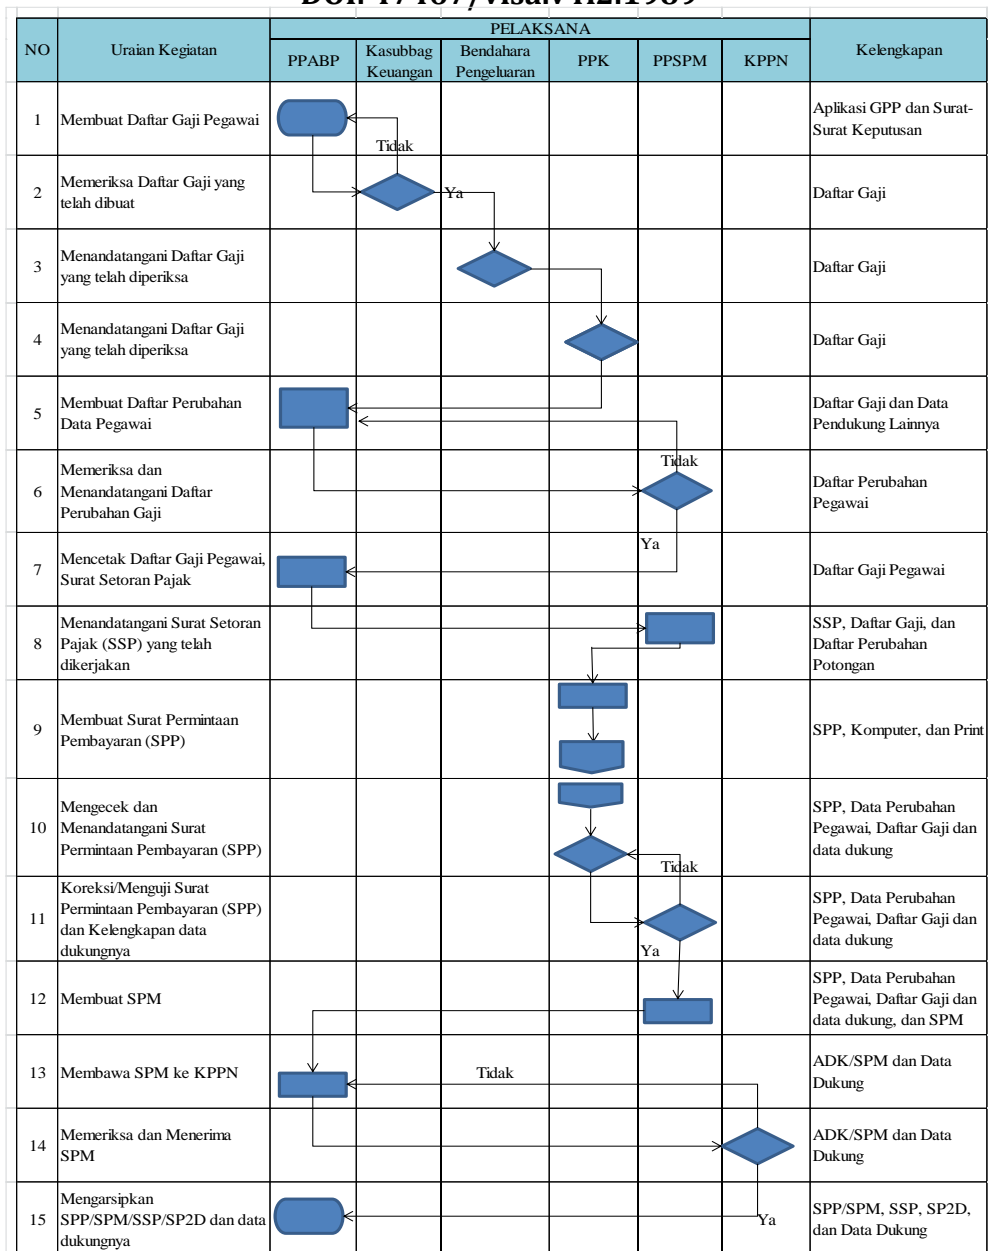 PELAKSANA
NO
Uraian Kegiatan
PPABP
Kasubbag
Keuangan
Bendahara
Pengeluaran
PPK
PPSPM
KPPN
Kelengkapan
1
Membuat Daftar Gaji Pegawai
Aplikasi GPP dan Surat-
Surat Keputusan
Tidak
2
Memeriksa Daftar Gaji yang
telah dibuat
Ya
Daftar Gaji
3
Menandatangani Daftar Gaji
yang telah diperiksa
Daftar Gaji
4
Menandatangani Daftar Gaji
yang telah diperiksa
Daftar Gaji
5
Membuat Daftar Perubahan
Data Pegawai
Daftar Gaji dan Data
Pendukung Lainnya
Tidak
6
Memeriksa dan
Menandatangani Daftar
Perubahan Gaji
Daftar Perubahan
Pegawai
Ya
7
Mencetak Daftar Gaji Pegawai,
Surat Setoran Pajak
Daftar Gaji Pegawai
8
Menandatangani Surat Setoran
Pajak (SSP) yang telah
dikerjakan
SSP, Daftar Gaji, dan
Daftar Perubahan
Potongan
9
Membuat Surat Permintaan
Pembayaran (SPP)
SPP, Komputer, dan Print
10
Mengecek dan
Menandatangani Surat
Permintaan Pembayaran (SPP)
SPP, Data Perubahan
Pegawai, Daftar Gaji dan
data dukung
Tidak
11
Koreksi/Menguji Surat
Permintaan Pembayaran (SPP)
dan Kelengkapan data
dukungnya
Ya
SPP, Data Perubahan
Pegawai, Daftar Gaji dan
data dukung
12
Membuat SPM
SPP, Data Perubahan
Pegawai, Daftar Gaji dan
data dukung, dan SPM
13
Membawa SPM ke KPPN
Tidak
ADK/SPM dan Data
Dukung
14
Memeriksa dan Menerima
SPM
ADK/SPM dan Data
Dukung
15
Mengarsipkan
SPP/SPM/SSP/SP2D dan data
dukungnya
Ya
SPP/SPM, SSP, SP2D,
dan Data Dukung